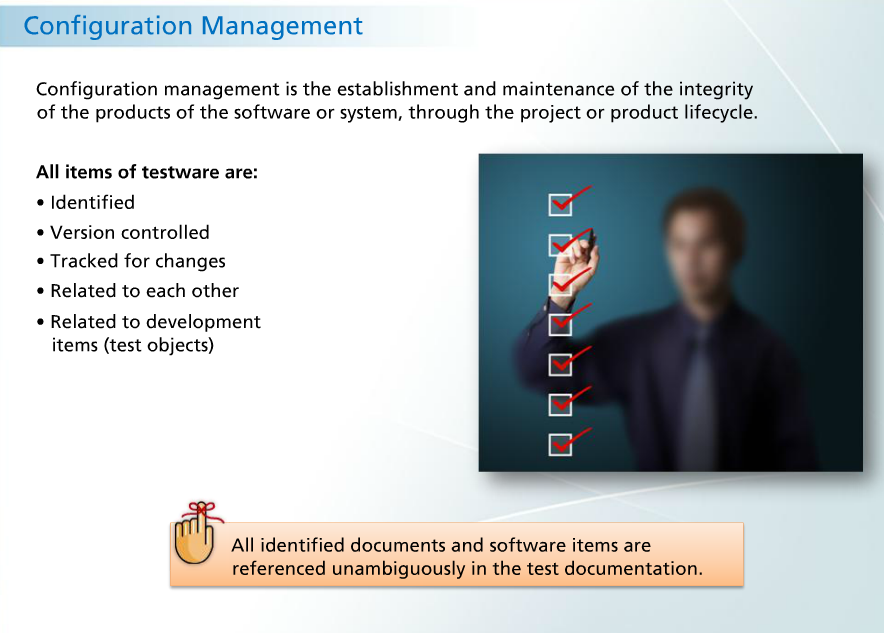 Configuration Management
Configuration management is the establishment and maintenance of the integrity
of the products of the software or system, through the project or product lifecycle.
All items of testware are:
• Identified
• Version controlled
• Tracked for changes
• Related to each other
• Related to development
items (test objects)
All identified documents and software items are
referenced unambiguously in the test documentation.